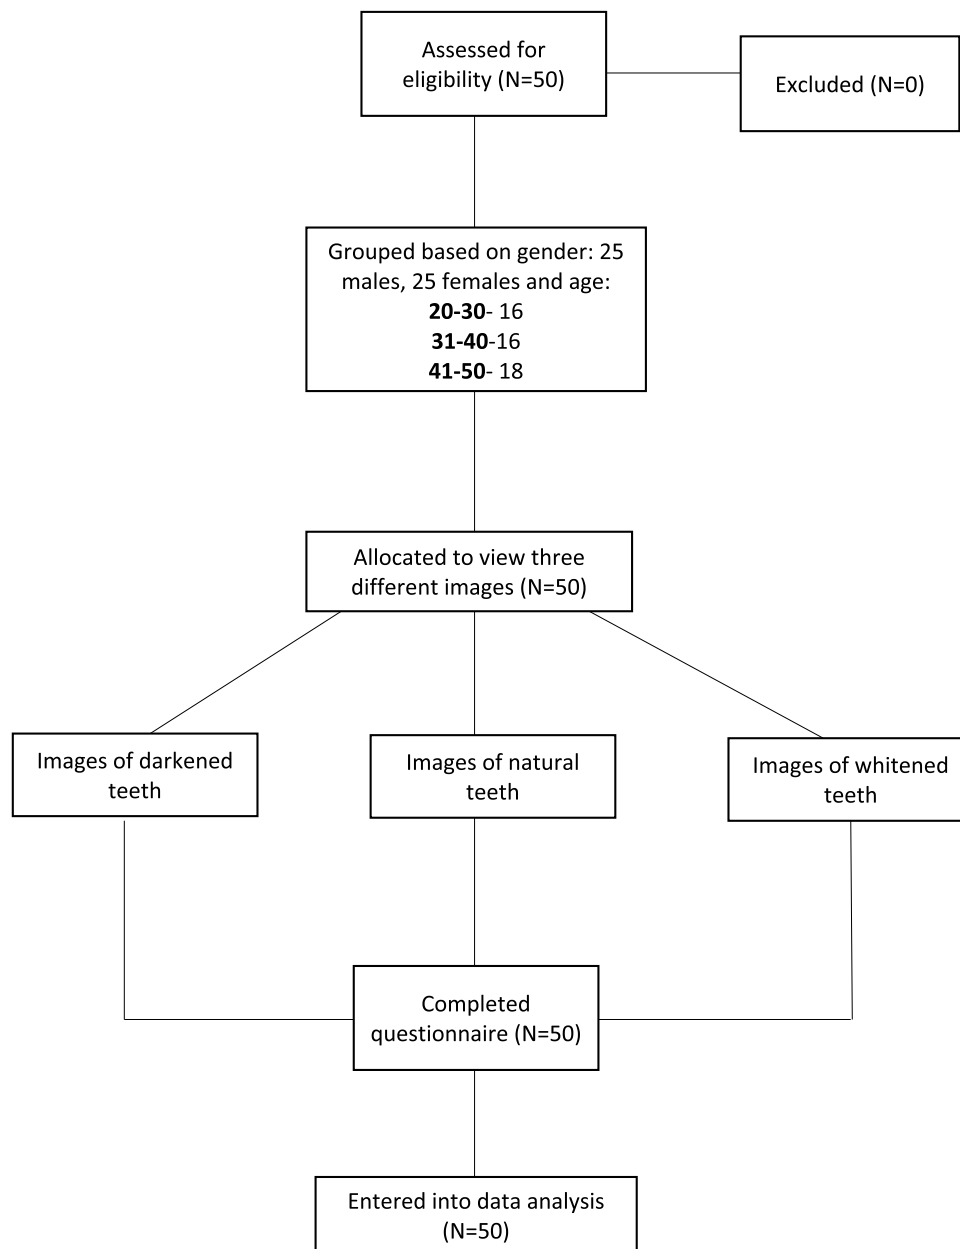 Assessed for
eligibility (N=50)
Excluded (N=0)
Grouped based on gender: 25
males, 25 females and age:
20-30- 16
31-40-16
41-50- 18
Allocated to view three
different images (N=50)
Images of darkened
teeth
Images of natural
teeth
Images of whitened
teeth
Completed
questionnaire (N=50)
Entered into data analysis
(N=50)